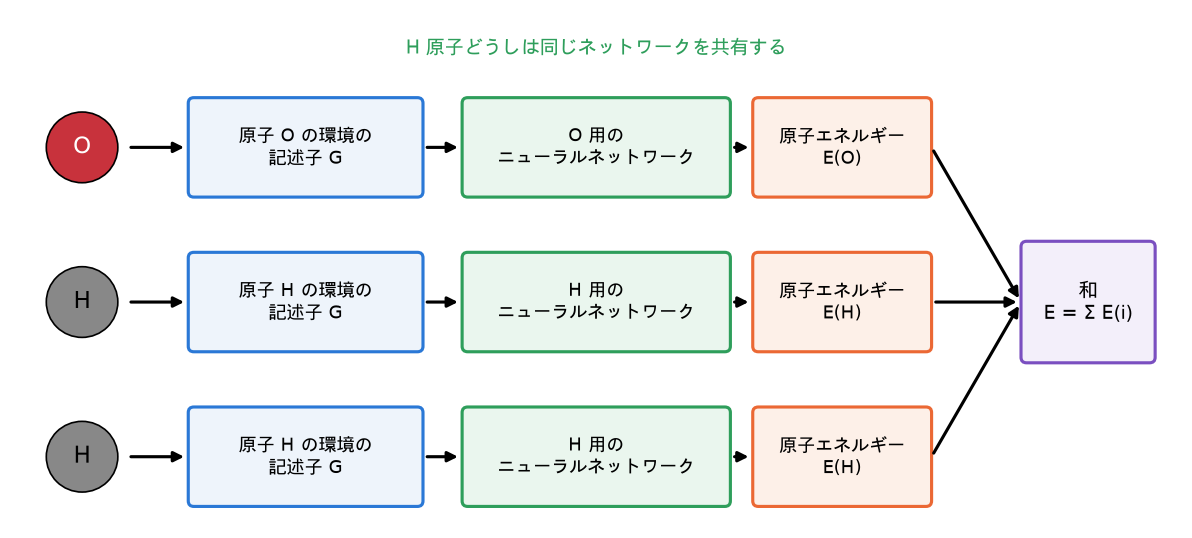 H 原子どうしは同じネットワークを共有する
O
原子 O の環境の
記述子 G
O 用の
ニューラルネットワーク
原子エネルギー
E(O)
H
原子 H の環境の
記述子 G
H 用の
ニューラルネットワーク
原子エネルギー
E(H)
和
E = Σ E(i)
H
原子 H の環境の
記述子 G
H 用の
ニューラルネットワーク
原子エネルギー
E(H)